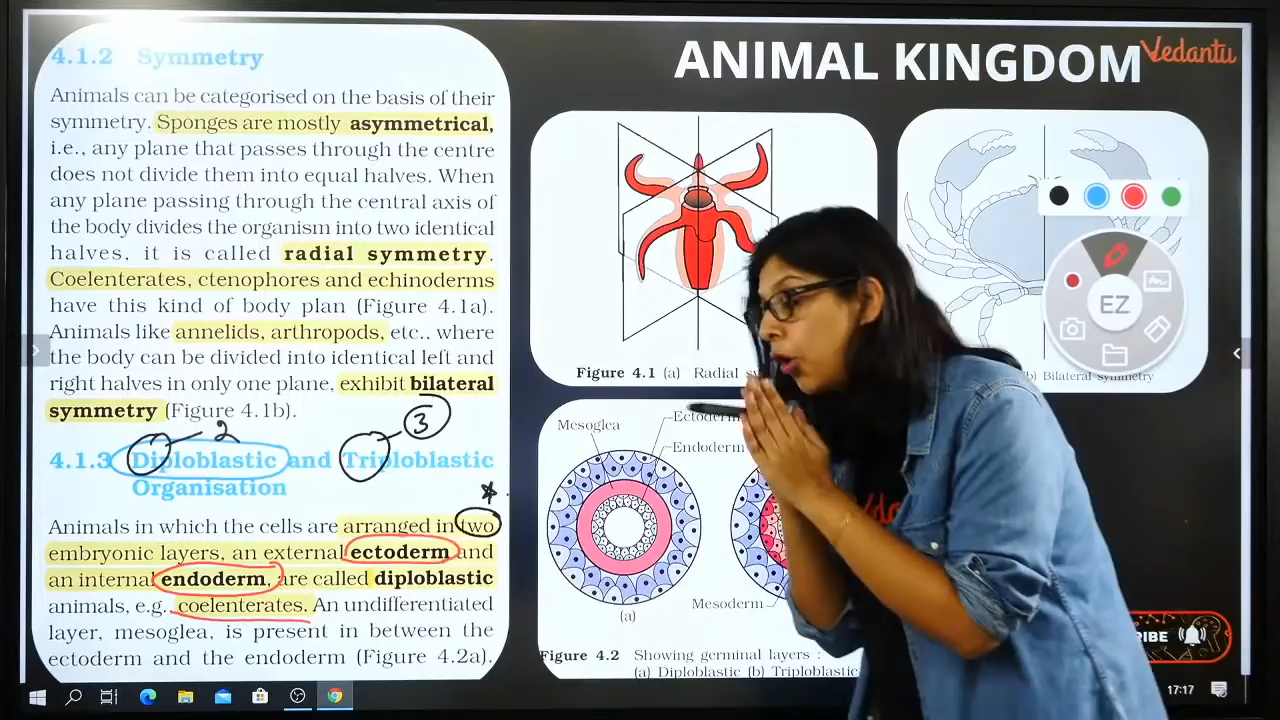 4.1.2 Symmetry
Animals can be categorised on the basis of their
symmetry. Sponges are mostly asymmetrical,
i.e., any plane that passes through the centre
does not divide them into equal halves. When
any plane passing through the central axis of
the body divides the organism into two identical
halves, it is called radial symmetry.
Coelenterates, ctenophores and echinoderms
have this kind of body plan (Figure 4.1a).
Animals like annelids, arthropods, etc.. where
the body can be divided into identical left and
right halves in only one plane, exhibit bilateral
symmetry (Figure 4.1b).
2
3
4.1.3 Diploblastic and Triploblastic
Organisation
Animals in which the cells are arranged in two
embryonic layers, an external ectoderm and
an internal endoderm, are called diploblastic
animals, e.g., coelenterates. An undifferentiated
layer, mesoglea, is present in between the
ectoderm and the endoderm (Figure 4.2a).
ANIMAL KINGDOM
Vedantu
Figure 4.1 (a) Radial
Bilateral symmetry
Mesoglea
Ectoderm
Endoderm
Mesoderm
(a)
Figure 4.2 Showing germinal layers :
(a) Diploblastic (b) Triploblastic
EZ
17:17